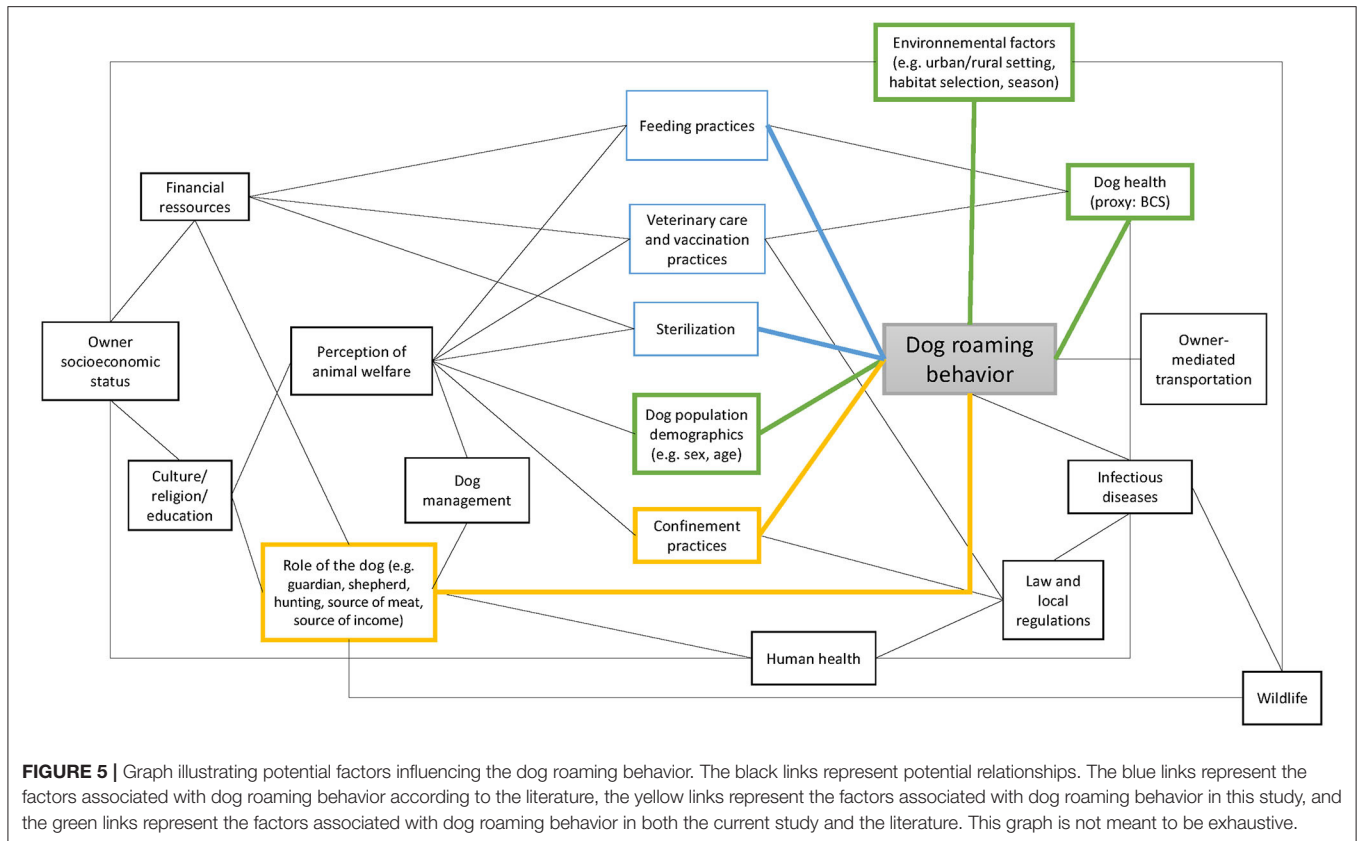 Environnemental factors
(e.g. urban/rural setting,
habitat selection, season)
Feeding practices
Financial
ressources
Dog health
(proxy: BCS)
Veterinary care
and vaccination
practices
Sterilization
Owner
socioeconomic
status
Perception of
animal welfare
Dog roaming
behavior
Owner-
mediated
transportation
Dog population
demographics
(e.g. sex, age)
Culture/
religion/
education
Dog
management
Infectious
diseases
Confinement
practices
Role of the dog (e.g.
guardian, shepherd,
hunting, source of meat,
source of income)
Law and
local
regulations
Human health
Wildlife
FIGURE 5 | Graph illustrating potential factors influencing the dog roaming behavior. The black links represent potential relationships. The blue links represent the
factors associated with dog roaming behavior according to the literature, the yellow links represent the factors associated with dog roaming behavior in this study, and
the green links represent the factors associated with dog roaming behavior in both the current study and the literature. This graph is not meant to be exhaustive.